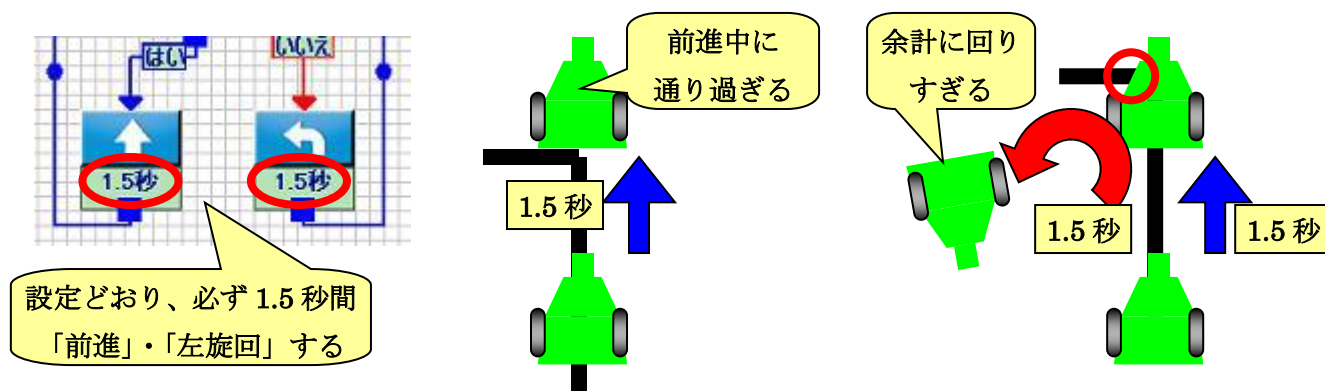 はい
いいえ
1.5秒
1.5秒
設定どおり、必ず 1.5 秒間
「前進」・「左旋回」する
前進中に
通り過ぎる
1.5 秒
余計に回り
すぎる
1.5 秒
1.5 秒